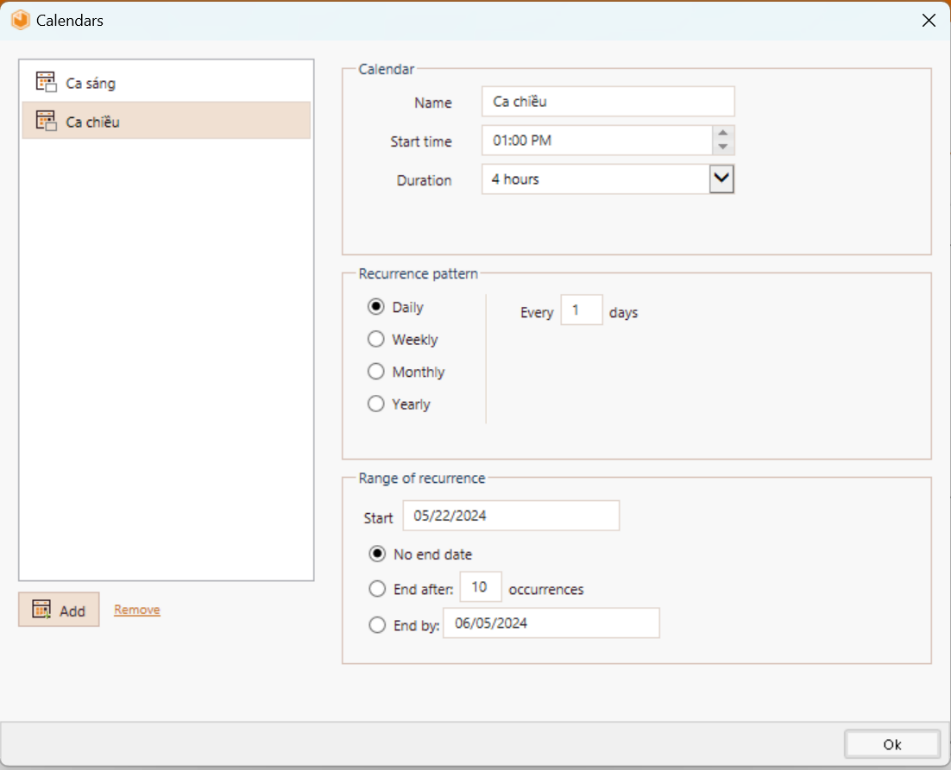 Calendars
Ca sáng
Ca chiều
Add
Remove
Calendar
Name
Ca chiều
Start time
01:00 PM
Duration
4 hours
Recurrence pattern
Daily
Weekly
Monthly
Yearly
Every 1 days
Range of recurrence
Start 05/22/2024
No end date
End after: 10 occurrences
End by: 06/05/2024
Ok